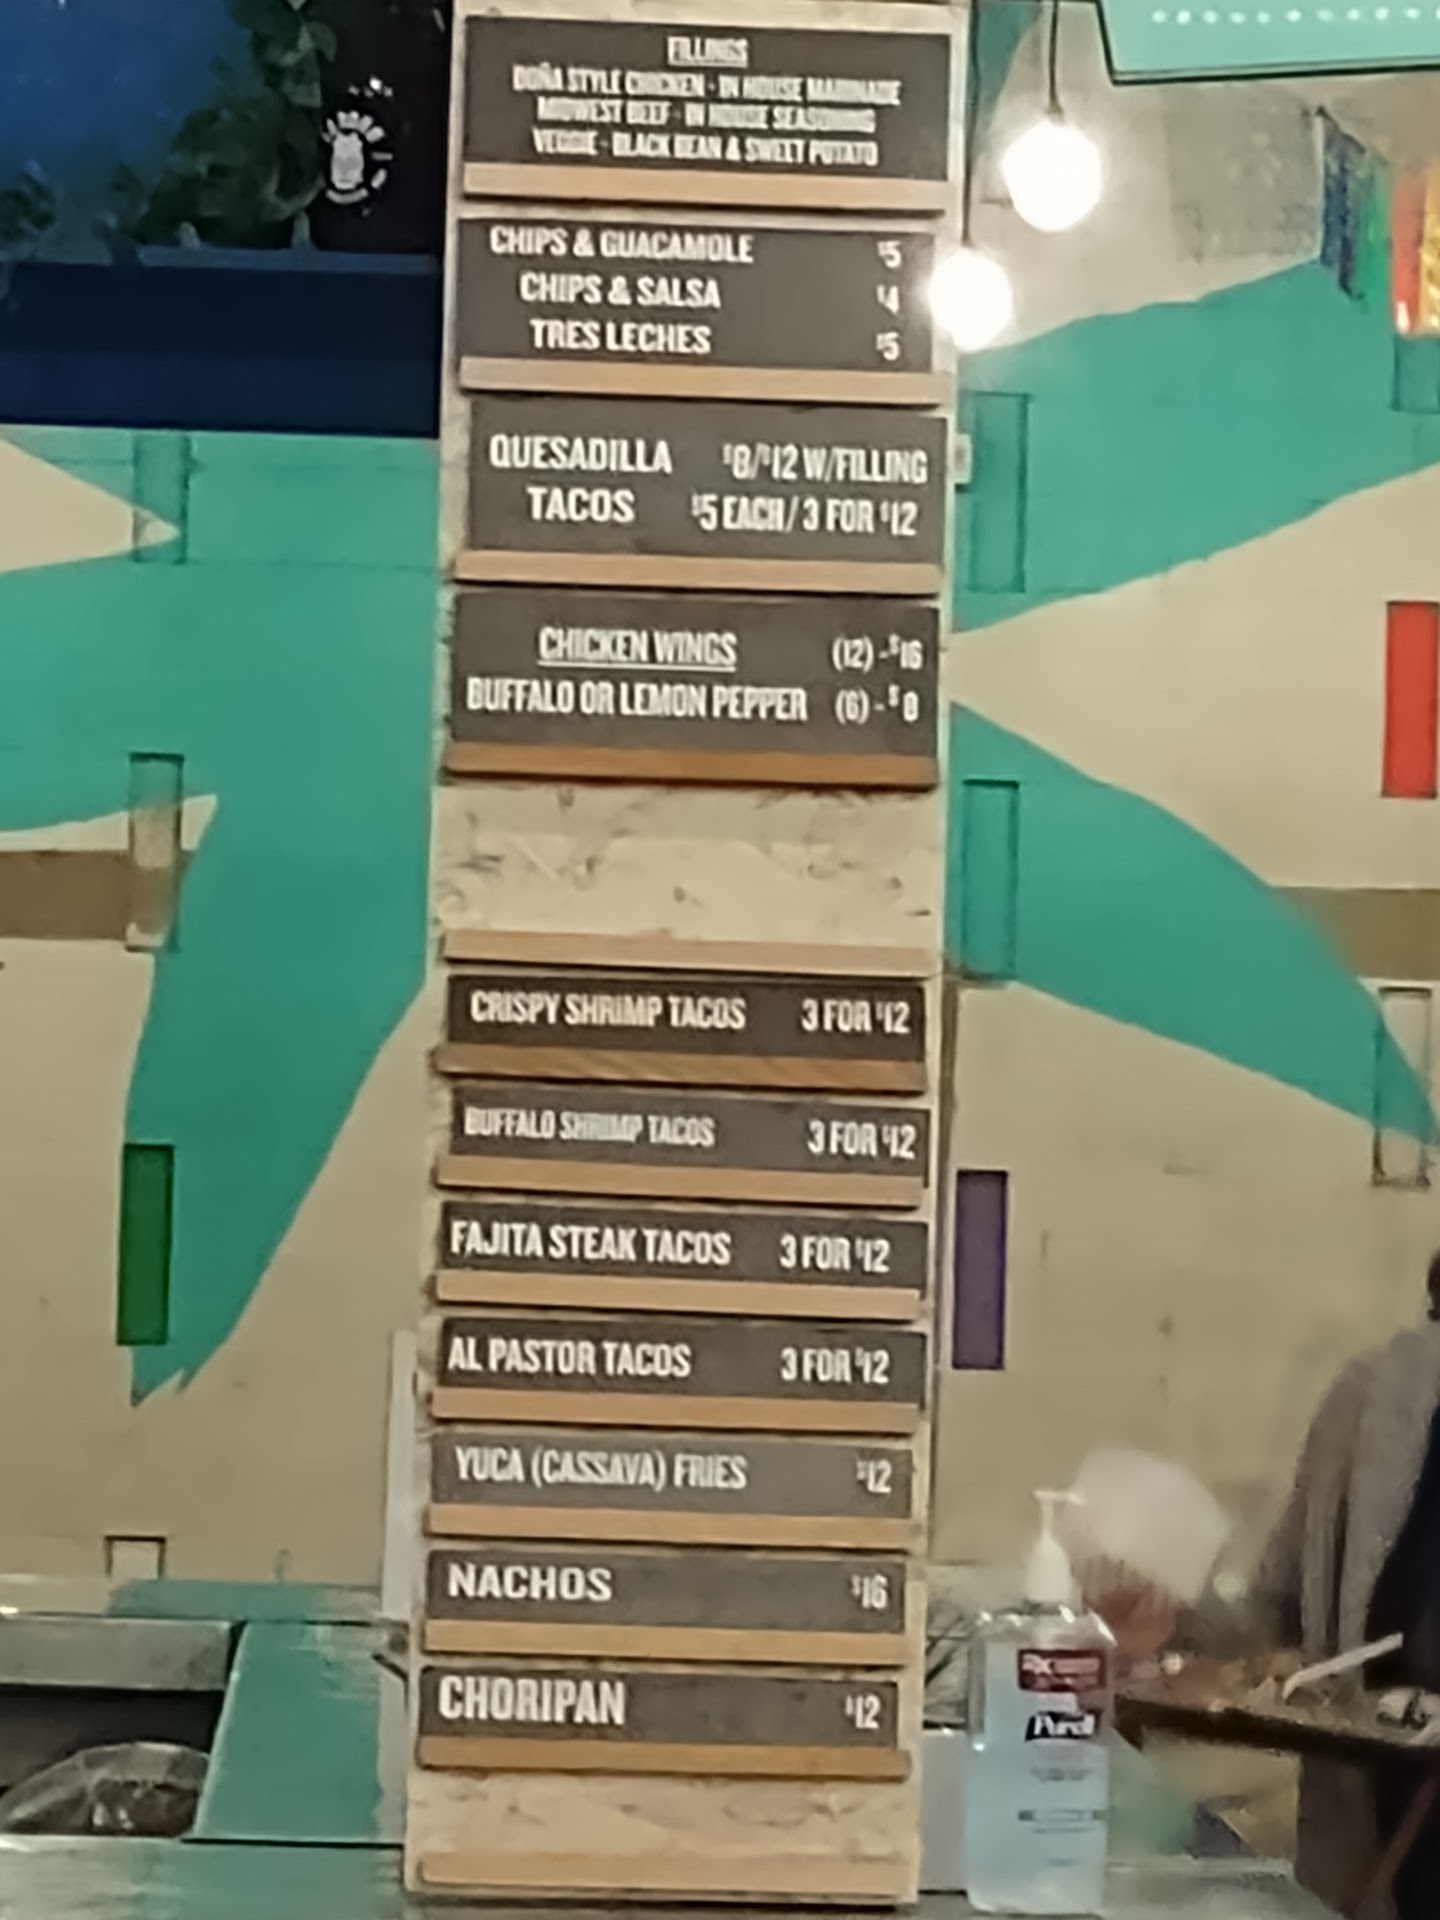 FILLINGS
DOÑA STYLE CHICKEN - IN HOUSE MARINADE
MIDWEST BEEF - IN HOUSE SEASONING
VEGGIE - BLACK BEAN & SWEET POTATO
CHIPS & GUACAMOLE $5
CHIPS & SALSA $4
TRES LECHES $5
QUESADILLA $8/$12 W/FILLING
TACOS $5 EACH / 3 FOR $12
CHICKEN WINGS (12) - $16
BUFFALO OR LEMON PEPPER (6) - $8
CRISPY SHRIMP TACOS 3 FOR $12
BUFFALO SHRIMP TACOS 3 FOR $12
FAJITA STEAK TACOS 3 FOR $12
AL PASTOR TACOS 3 FOR $12
YUCA (CASSAVA) FRIES $12
NACHOS $16
CHORIPAN $12
Purell